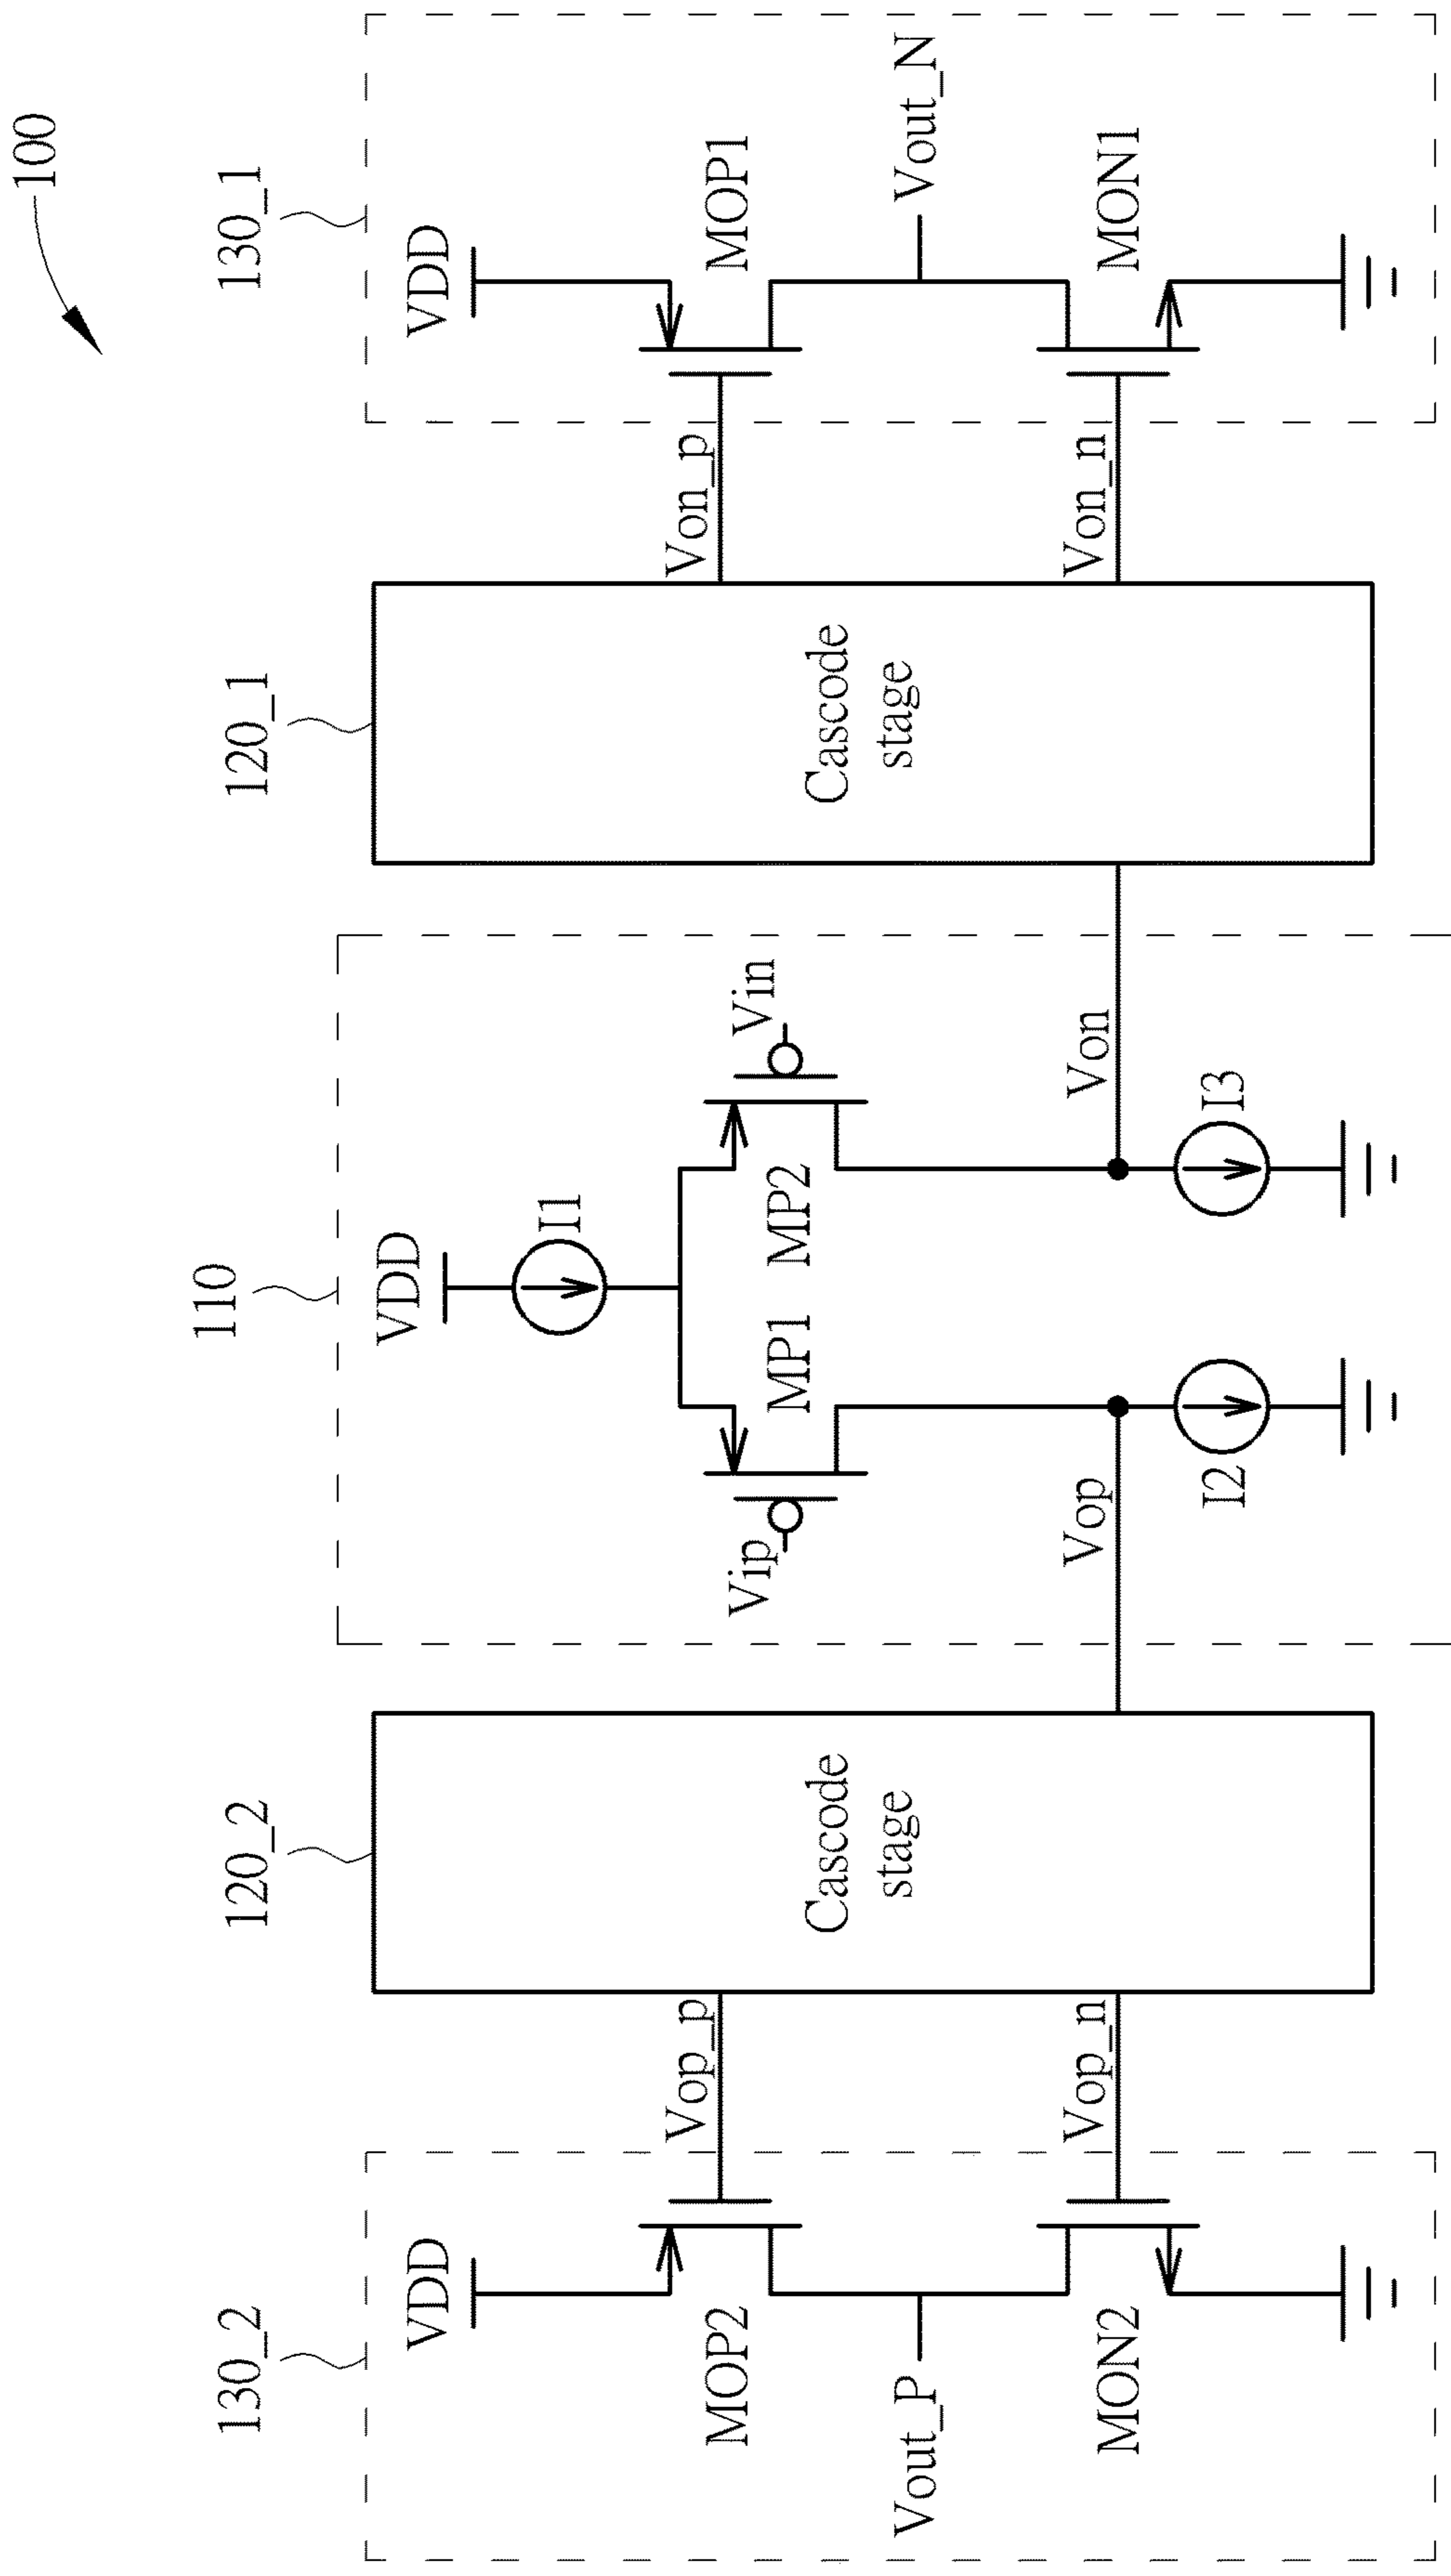 100
130_2
120_2
110
120_1
130_1
VDD
VDD
VDD
I1
MOP2
Vop_p
Vip
MP1
MP2
Vin
Von_p
MOP1
Cascode
stage
Cascode
stage
Vout_P
Vout_N
MON2
Vop_n
Vop
Von
Von_n
MON1
I2
I3